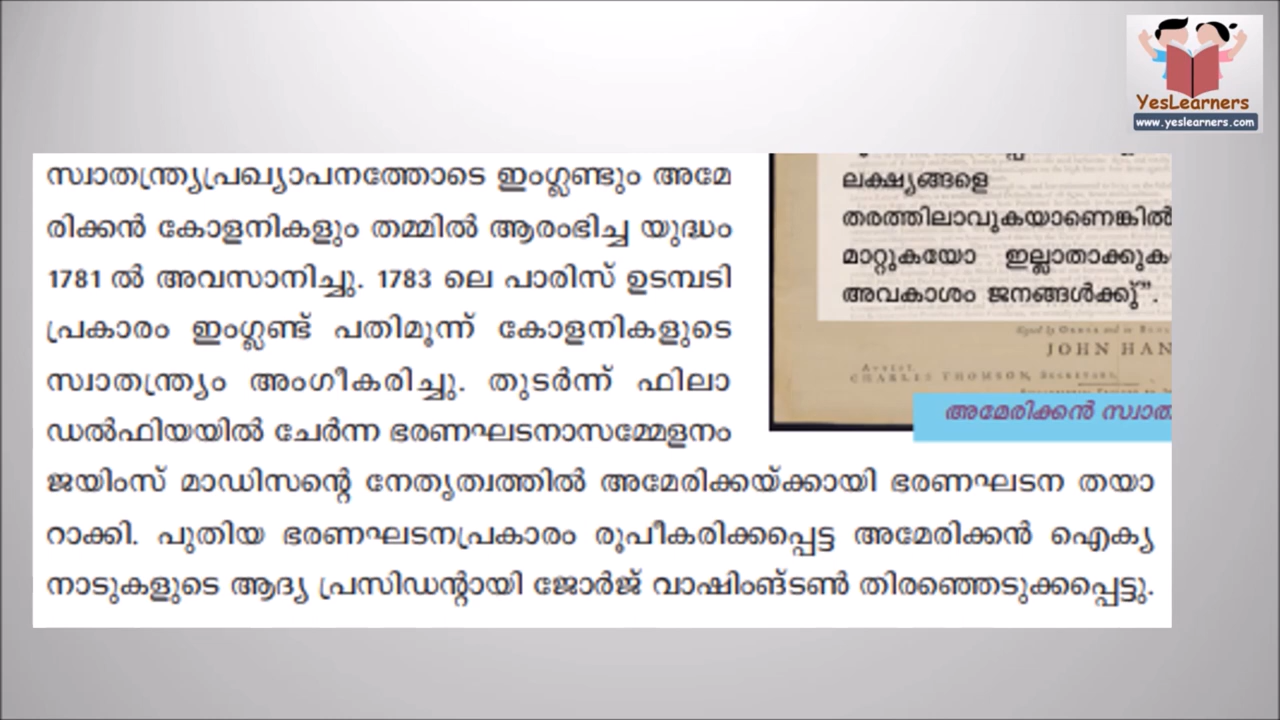 YesLearners
www.yeslearners.com
സ്വാതന്ത്ര്യപ്രഖ്യാപനത്തോടെ ഇംഗ്ലണ്ടും അമേ
രിക്കൻ കോളനികളും തമ്മിൽ ആരംഭിച്ച യുദ്ധം
1781 ൽ അവസാനിച്ചു. 1783 ലെ പാരിസ് ഉടമ്പടി
പ്രകാരം ഇംഗ്ലണ്ട് പതിമൂന്ന് കോളനികളുടെ
സ്വാതന്ത്ര്യം അംഗീകരിച്ചു. തുടർന്ന് ഫിലാ
ഡൽഫിയയിൽ ചേർന്ന ഭരണഘടനാസമ്മേളനം
ജയിംസ് മാഡിസന്റെ നേതൃത്വത്തിൽ അമേരിക്കയ്ക്കായി ഭരണഘടന തയാ
റാക്കി. പുതിയ ഭരണഘടനപ്രകാരം രൂപീകരിക്കപ്പെട്ട അമേരിക്കൻ ഐക്യ
നാടുകളുടെ ആദ്യ പ്രസിഡന്റായി ജോർജ് വാഷിംങ്ടൺ തിരഞ്ഞെടുക്കപ്പെട്ടു.
ലക്ഷ്യങ്ങളെ
തരത്തിലാവൂകയാണെങ്കിൽ
മാറ്റുകയോ ഇല്ലാതാക്കുക
അവകാശം ജനങ്ങൾക്കു്".
JOHN HAN
CHARLES THOMSON, SECRETARY.
അമേരിക്കൻ സ്വാത